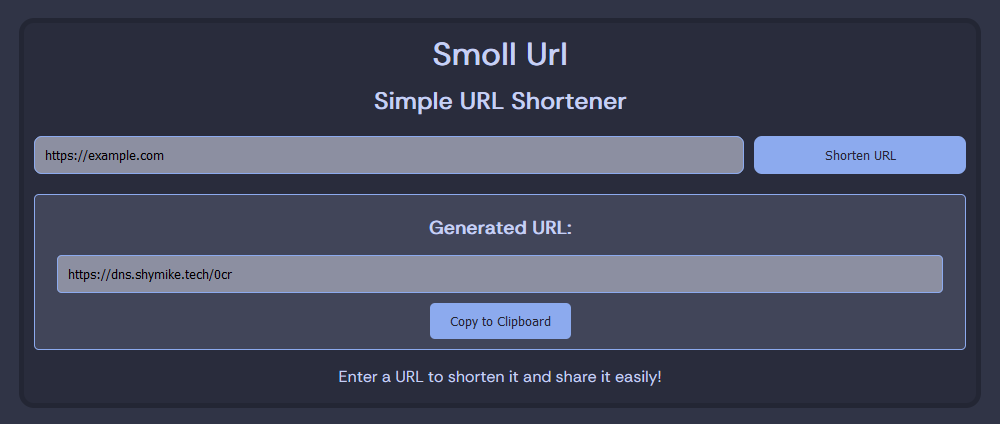 Smoll Url
Simple URL Shortener
https://example.com
Shorten URL
Generated URL:
https://dns.shymike.tech/0cr
Copy to Clipboard
Enter a URL to shorten it and share it easily!